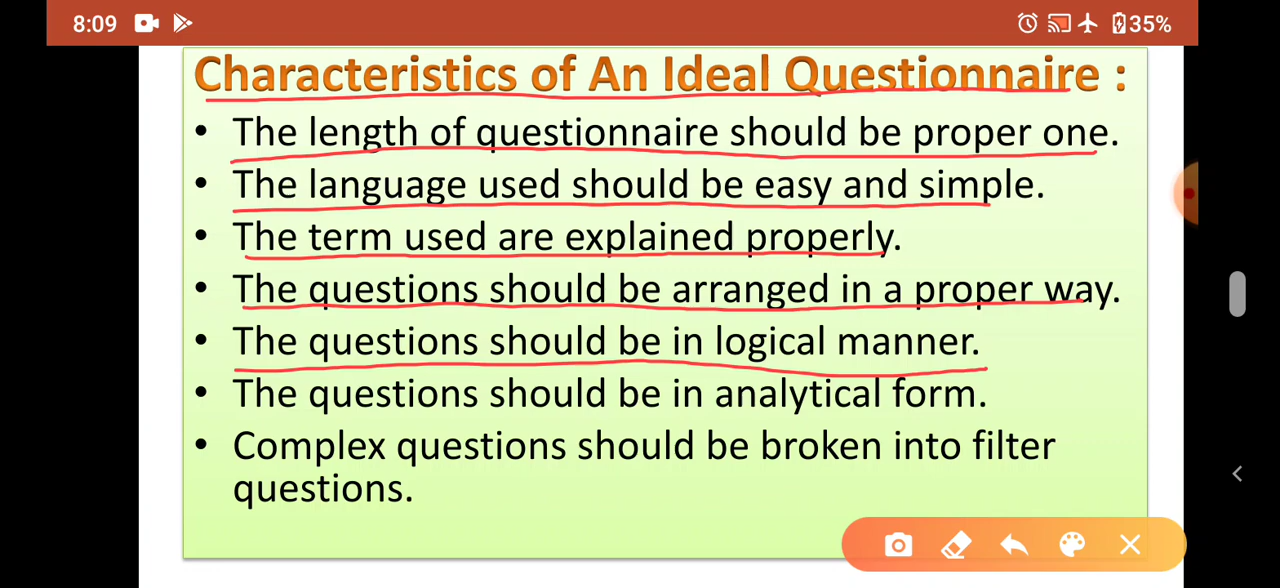 8:09
35%
Characteristics of An Ideal Questionnaire :
• The length of questionnaire should be proper one.
• The language used should be easy and simple.
• The term used are explained properly.
• The questions should be arranged in a proper way.
• The questions should be in logical manner.
• The questions should be in analytical form.
• Complex questions should be broken into filter
questions.